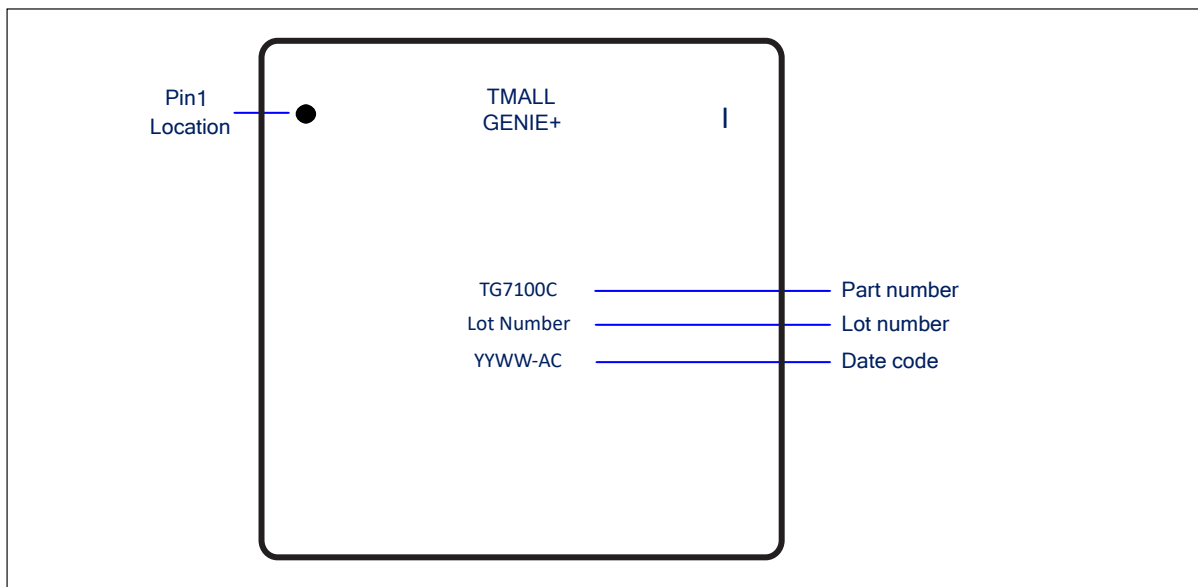 Pin1
Location
TMALL
GENIE+
I
TG7100C
Part number
Lot Number
Lot number
YYWW-AC
Date code